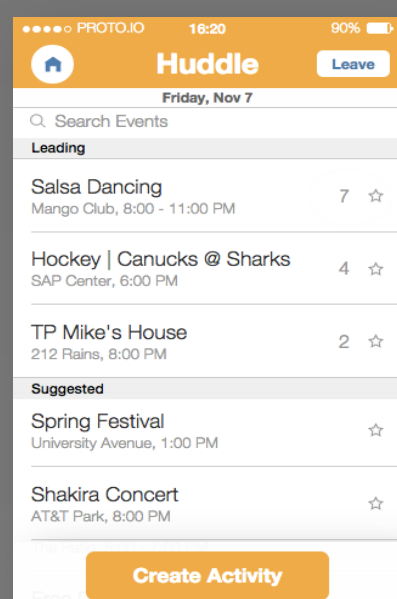 PROTO.IO 16:20 90%
Huddle Leave
Friday, Nov 7
Search Events
Leading
Salsa Dancing 7
Mango Club, 8:00 - 11:00 PM
Hockey | Canucks @ Sharks 4
SAP Center, 6:00 PM
TP Mike's House 2
212 Rains, 8:00 PM
Suggested
Spring Festival
University Avenue, 1:00 PM
Shakira Concert
AT&T Park, 8:00 PM
Create Activity